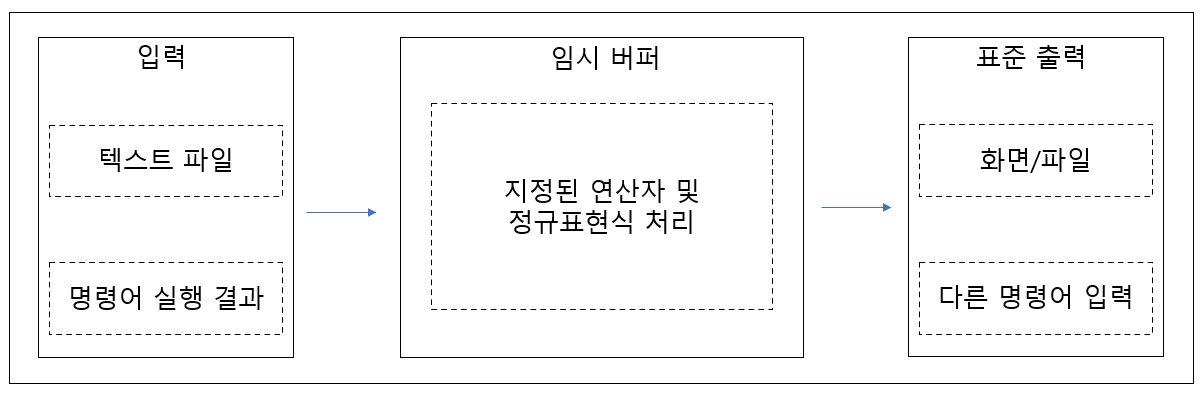 입력
텍스트 파일
명령어 실행 결과
임시 버퍼
지정된 연산자 및
정규표현식 처리
표준 출력
화면/파일
다른 명령어 입력